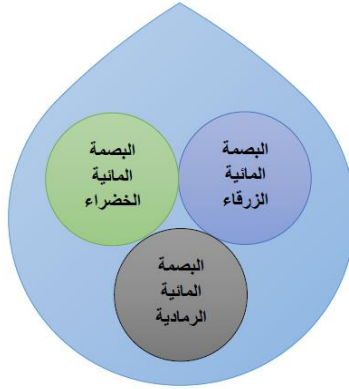 البصمة
المائية
الزرقاء
البصمة
المائية
الخضراء
البصمة
المائية
الرمادية